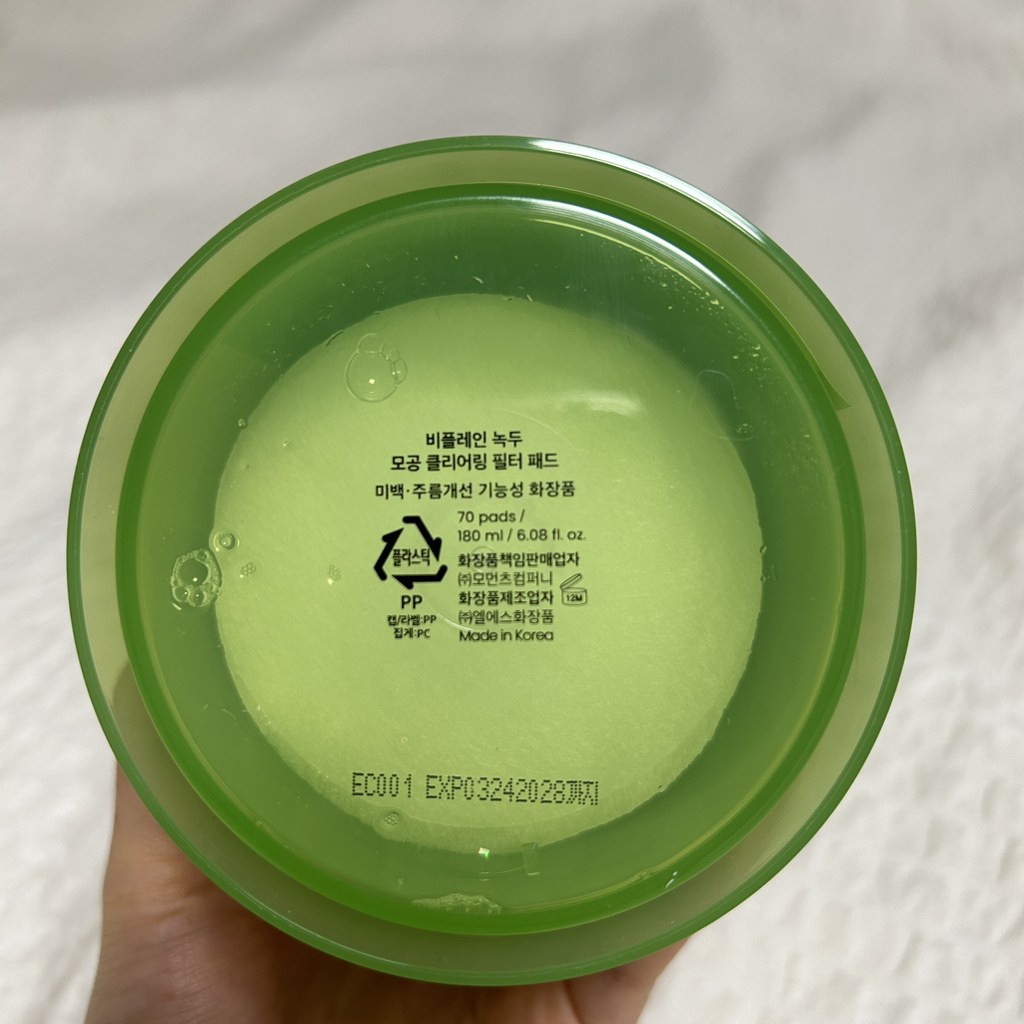 비플레인 녹두
모공 클리어링 필터 패드
미백·주름개선 기능성 화장품
70 pads /
180 ml / 6.08 fl. oz.
플라스틱
PP
캡/라벨:PP
집게:PC
화장품책임판매업자
㈜모먼츠컴퍼니
화장품제조업자
12M
㈜엘에스화장품
Made in Korea
EC001 EXP03242028까지